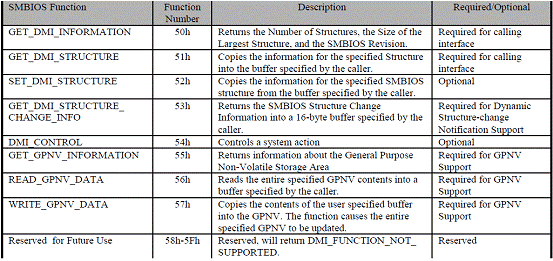 SMBIOS Function Function Number Description Required/Optional
GET_DMI_INFORMATION 50h Returns the Number of Structures, the Size of the Largest Structure, and the SMBIOS Revision. Required for calling interface
GET_DMI_STRUCTURE 51h Copies the information for the specified Structure into the buffer specified by the caller. Required for calling interface
SET_DMI_STRUCTURE 52h Copies the information for the specified SMBIOS structure from the buffer specified by the caller. Optional
GET_DMI_STRUCTURE_ CHANGE_INFO 53h Returns the SMBIOS Structure Change Information into a 16-byte buffer specified by the caller. Required for Dynamic Structure-change Notification Support
DMI_CONTROL 54h Controls a system action Optional
GET_GPNV_INFORMATION 55h Returns information about the General Purpose Non-Volatile Storage Area Required for GPNV Support
READ_GPNV_DATA 56h Reads the entire specified GPNV contents into a buffer specified by the caller. Required for GPNV Support
WRITE_GPNV_DATA 57h Copies the contents of the user specified buffer into the GPNV. The function causes the entire specified GPNV to be updated. Required for GPNV Support
Reserved for Future Use 58h-5Fh Reserved, will return DMI_FUNCTION_NOT_ SUPPORTED. Reserved